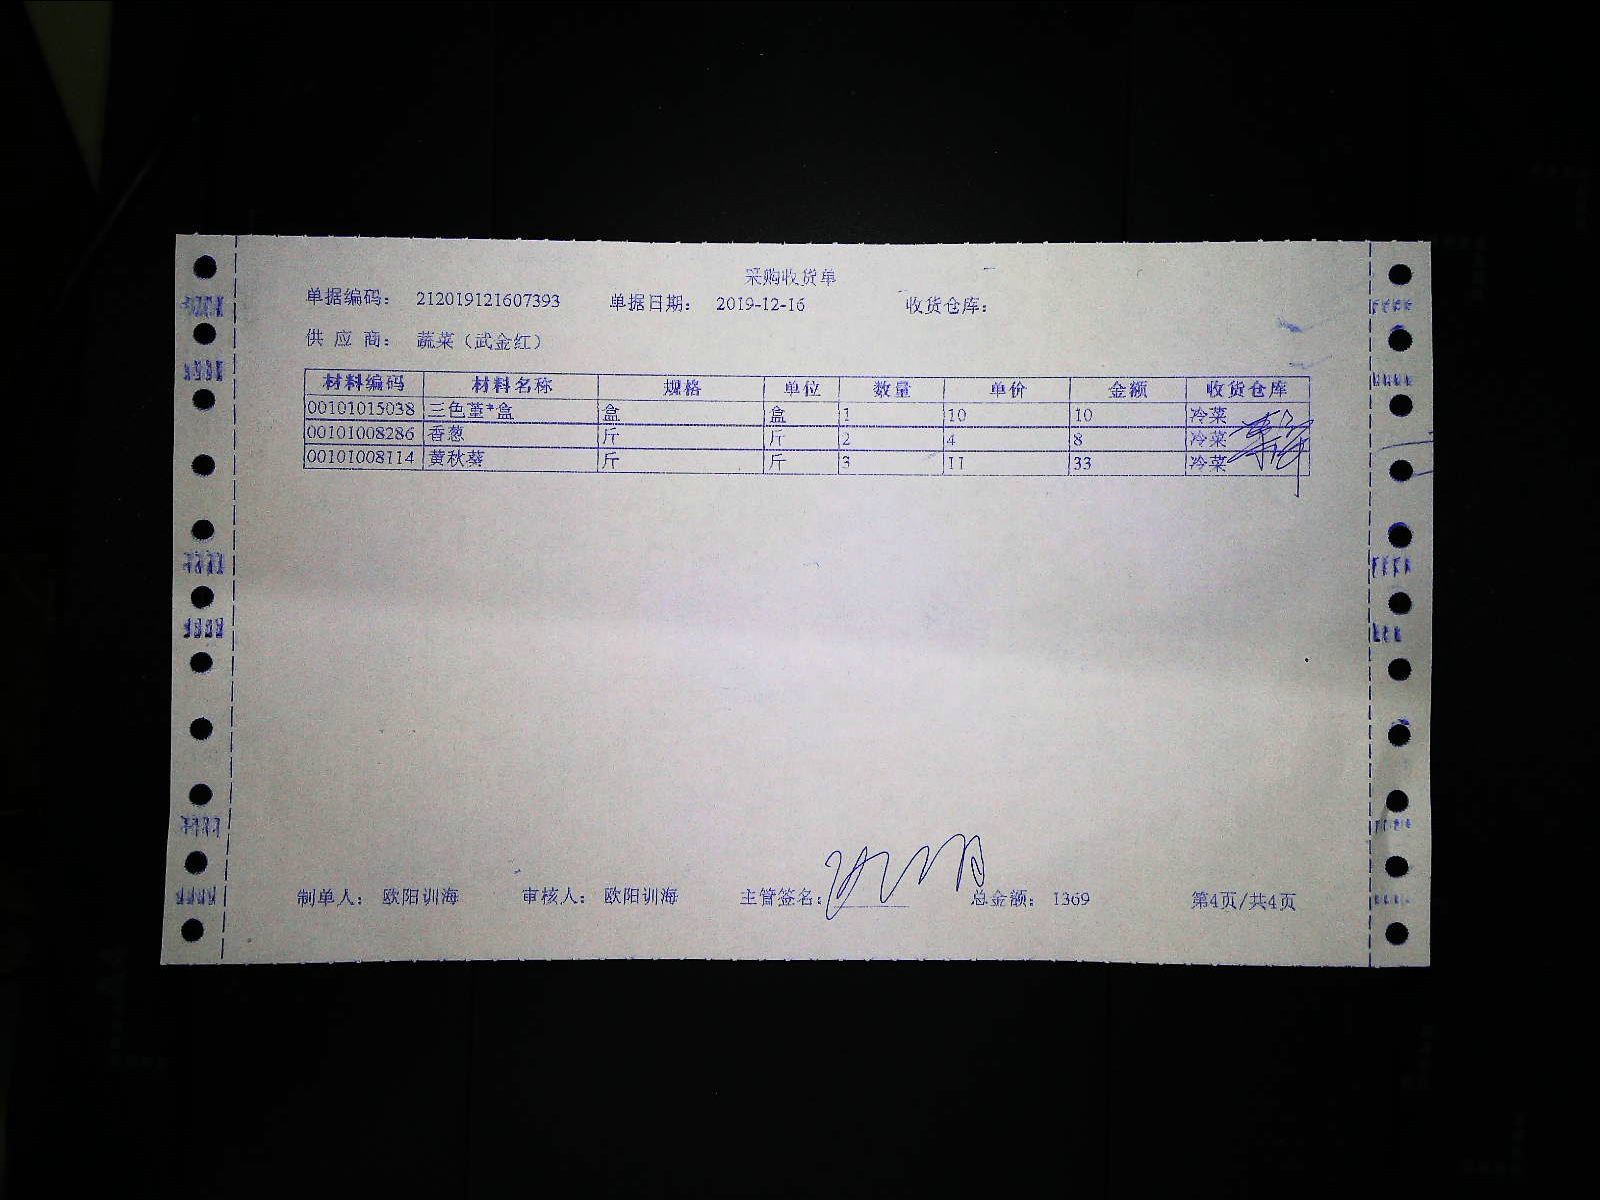 采购收货单
单据编码： 212019121607393 单据日期： 2019-12-16 收货仓库：
供 应 商： 蔬菜（武金红）
材料编码 材料名称 规格 单位 数量 单价 金额 收货仓库
00101015038 三色堇*盒 盒 盒 1 10 10 冷菜
00101008286 香葱 斤 斤 2 4 8 冷菜
00101008114 黄秋葵 斤 斤 3 11 33 冷菜
制单人： 欧阳训海 审核人： 欧阳训海 主管签名： 总金额： 1369 第4页/共4页